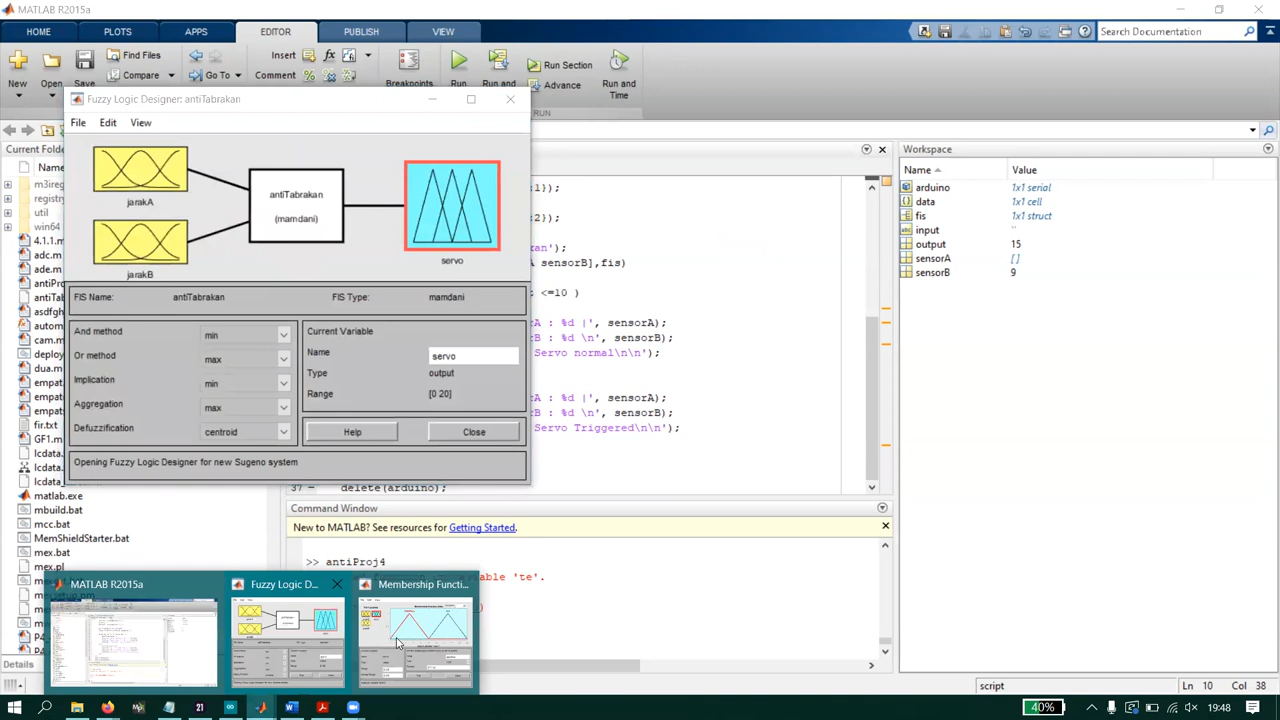 MATLAB R2015a
HOME PLOTS APPS EDITOR PUBLISH VIEW
Search Documentation
New Open Save
Find Files
Compare
Go To
Insert
Comment
Breakpoints Run Run and
Run Section
Advance
Run and
Time
RUN
Fuzzy Logic Designer: antiTabrakan
File Edit View
jarakA
jarakB
antiTabrakan
(mamdani)
servo
FIS Name: antiTabrakan FIS Type: mamdani
And method min
Or method max
Implication min
Aggregation max
Defuzzification centroid
Current Variable
Name servo
Type output
Range [0 20]
Help Close
Opening Fuzzy Logic Designer for new Sugeno system
Current Folde
Name
m3ireg
registry
util
win64
4.1.1.m
adc.m
ade.m
antiPro
antiTab
asdfgh
autom
cam.m
deploy
dua.m
empat
empat
empat
fir.txt
GF1.m
lcdata.
lcdata_
matlab.exe
mbuild.bat
mcc.bat
MemShieldStarter.bat
mex.bat
mex.pl
Details
:1});
:2});
an');
A sensorB],fis)
<=10 )
rA : %d |', sensorA);
rB : %d \n', sensorB);
Servo normal\n\n');
rA : %d |', sensorA);
rB : %d \n', sensorB);
Servo Triggered\n\n');
37 – delete(arduino);
Command Window
New to MATLAB? See resources for Getting Started.
>> antiProj4
able 'te'.
Workspace
Name Value
arduino 1x1 serial
data 1x1 cell
fis 1x1 struct
input ''
output 15
sensorA []
sensorB 9
MATLAB R2015a
Fuzzy Logic D...
Membership Functi...
script Ln 10 Col 38
21
40%
19:48